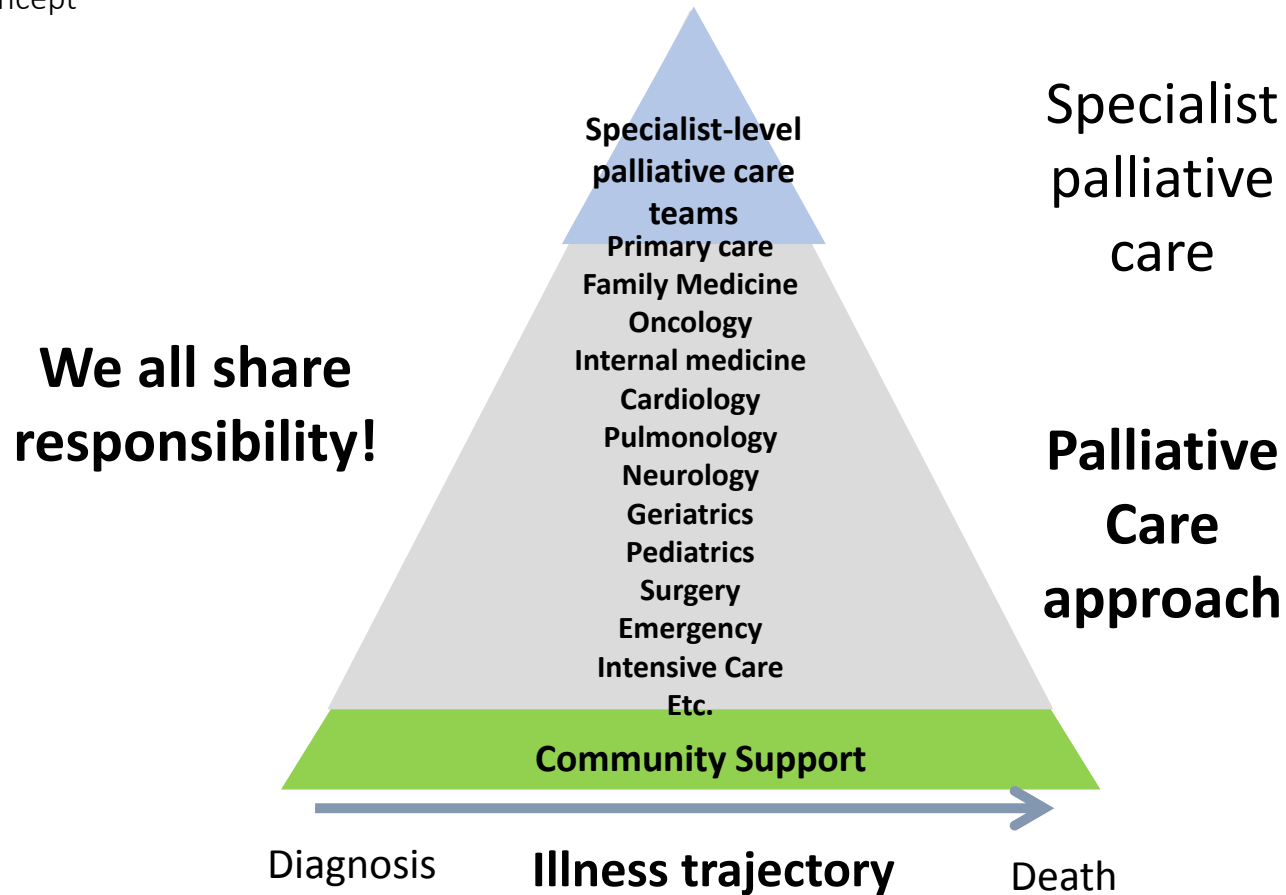 Specialist-level
palliative care
teams
Primary care
Family Medicine
Oncology
Internal medicine
Cardiology
Pulmonology
Neurology
Geriatrics
Pediatrics
Surgery
Emergency
Intensive Care
Etc.
Community Support
Specialist
palliative
care
We all share
responsibility!
Palliative
Care
approach
Diagnosis
Illness trajectory
Death